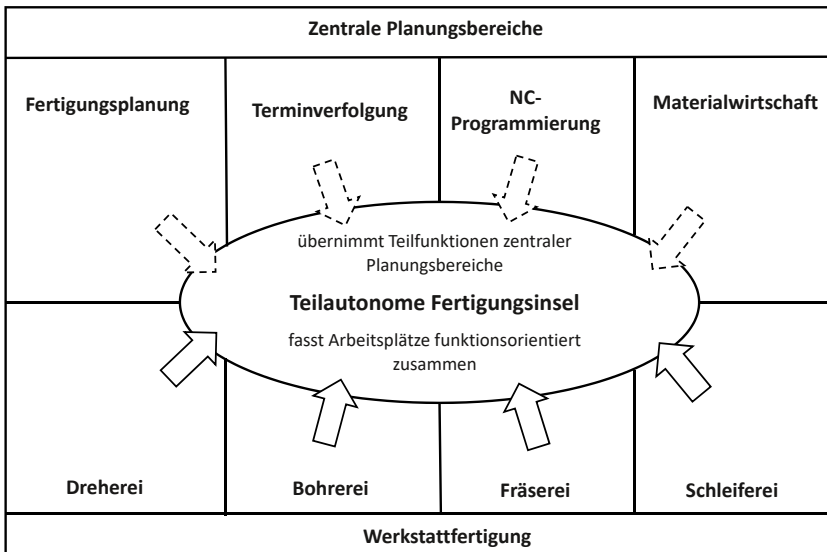 Zentrale Planungsbereiche
Fertigungsplanung
Terminverfolgung
NC-
Programmierung
Materialwirtschaft
übernimmt Teilfunktionen zentraler
Planungsbereiche
Teilautonome Fertigungsinsel
fasst Arbeitsplätze funktionsorientiert
zusammen
Dreherei
Bohrerei
Fräserei
Schleiferei
Werkstattfertigung